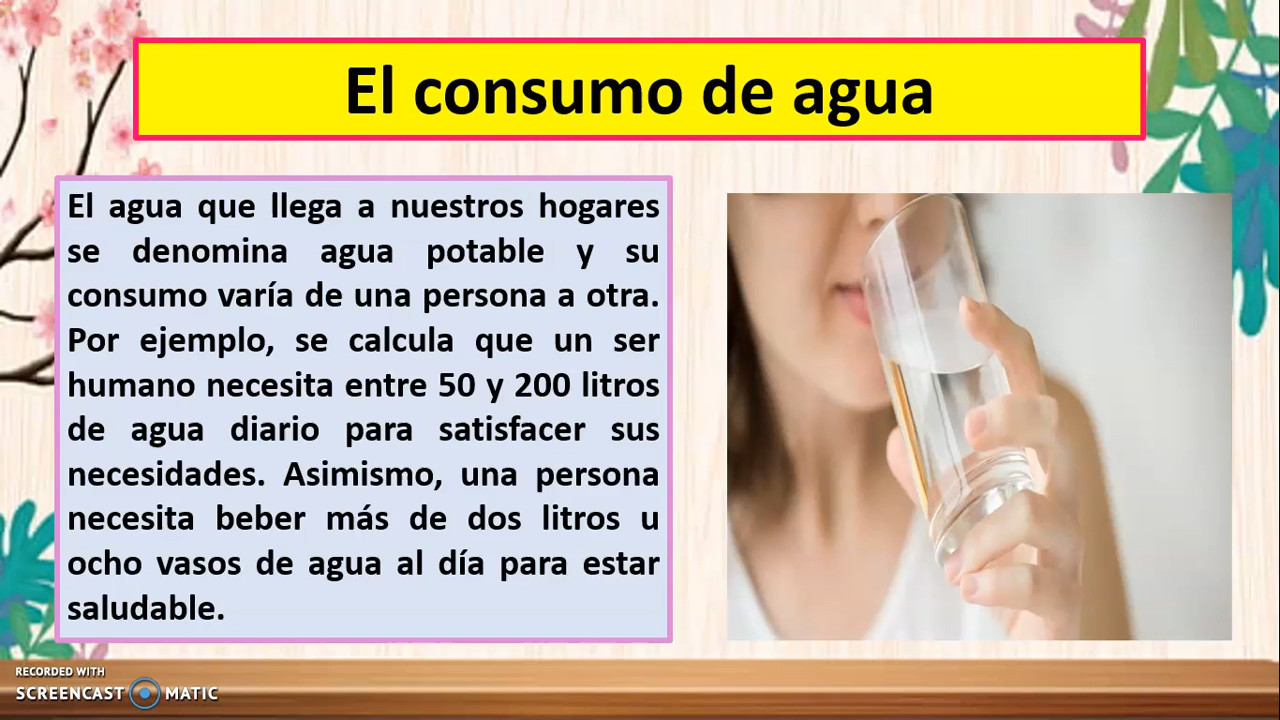 El consumo de agua
El agua que llega a nuestros hogares
se denomina agua potable y su
consumo varía de una persona a otra.
Por ejemplo, se calcula que un ser
humano necesita entre 50 y 200 litros
de agua diario para satisfacer sus
necesidades. Asimismo, una persona
necesita beber más de dos litros u
ocho vasos de agua al día para estar
saludable.
RECORDED WITH
SCREENCAST MATIC